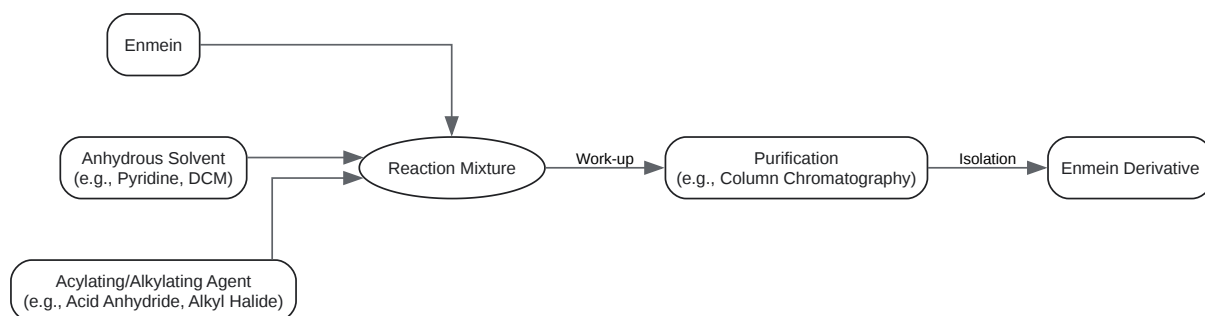 Enmein
Anhydrous Solvent
(e.g., Pyridine, DCM)
Reaction Mixture
Work-up
Purification
(e.g., Column Chromatography)
Isolation
Enmein Derivative
Acylating/Alkylating Agent
(e.g., Acid Anhydride, Alkyl Halide)